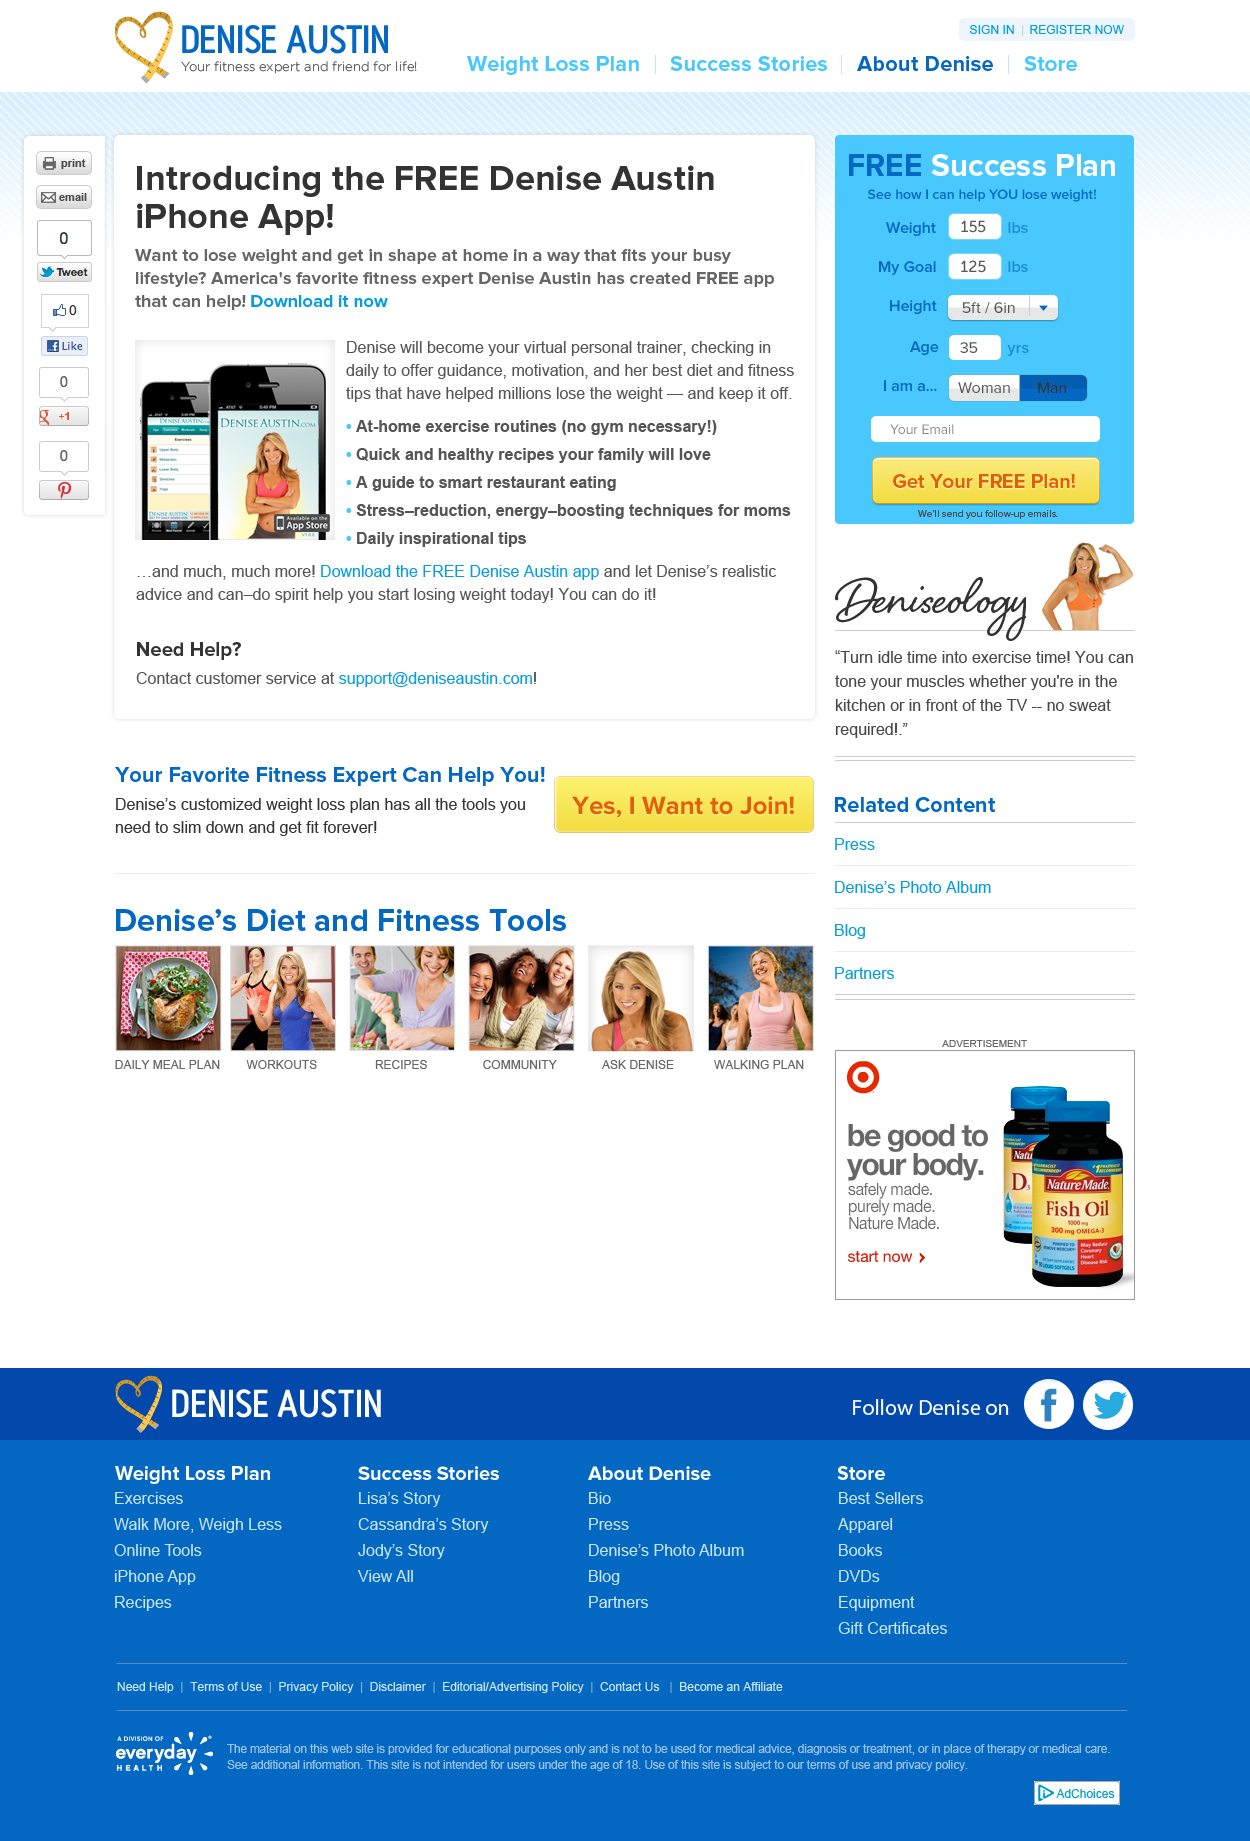 DENISE AUSTIN
Your fitness expert and friend for life!
SIGN IN | REGISTER NOW
Weight Loss Plan | Success Stories | About Denise | Store
print
email
0
Tweet
0
Like
0
+1
0
Introducing the FREE Denise Austin
iPhone App!
Want to lose weight and get in shape at home in a way that fits your busy
lifestyle? America's favorite fitness expert Denise Austin has created FREE app
that can help! Download it now
DENISEAUSTIN.COM
Exercises
Available on the
App Store
Denise will become your virtual personal trainer, checking in
daily to offer guidance, motivation, and her best diet and fitness
tips that have helped millions lose the weight — and keep it off.
• At-home exercise routines (no gym necessary!)
• Quick and healthy recipes your family will love
• A guide to smart restaurant eating
• Stress–reduction, energy–boosting techniques for moms
• Daily inspirational tips
...and much, much more! Download the FREE Denise Austin app and let Denise’s realistic
advice and can–do spirit help you start losing weight today! You can do it!
Need Help?
Contact customer service at support@deniseaustin.com!
Your Favorite Fitness Expert Can Help You!
Denise’s customized weight loss plan has all the tools you
need to slim down and get fit forever!
Yes, I Want to Join!
Denise’s Diet and Fitness Tools
DAILY MEAL PLAN
WORKOUTS
RECIPES
COMMUNITY
ASK DENISE
WALKING PLAN
FREE Success Plan
See how I can help YOU lose weight!
Weight 155 lbs
My Goal 125 lbs
Height 5ft / 6in
Age 35 yrs
I am a... Woman Man
Your Email
Get Your FREE Plan!
We'll send you follow-up emails.
Deniseology
“Turn idle time into exercise time! You can
tone your muscles whether you're in the
kitchen or in front of the TV -- no sweat
required!.”
Related Content
Press
Denise’s Photo Album
Blog
Partners
ADVERTISEMENT
be good to
your body.
safely made.
purely made.
Nature Made.
start now ›
Nature Made
Fish Oil
1000 mg
300 mg OMEGA-3
May Reduce
Coronary
Heart
Disease Risk
DENISE AUSTIN
Follow Denise on
Weight Loss Plan
Exercises
Walk More, Weigh Less
Online Tools
iPhone App
Recipes
Success Stories
Lisa’s Story
Cassandra’s Story
Jody’s Story
View All
About Denise
Bio
Press
Denise’s Photo Album
Blog
Partners
Store
Best Sellers
Apparel
Books
DVDs
Equipment
Gift Certificates
Need Help | Terms of Use | Privacy Policy | Disclaimer | Editorial/Advertising Policy | Contact Us | Become an Affiliate
A DIVISION OF
everyday
HEALTH
The material on this web site is provided for educational purposes only and is not to be used for medical advice, diagnosis or treatment, or in place of therapy or medical care.
See additional information. This site is not intended for users under the age of 18. Use of this site is subject to our terms of use and privacy policy.
AdChoices